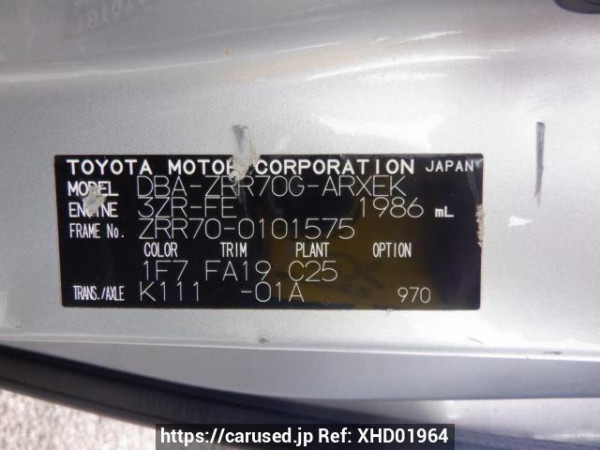 TOYOTA MOTOR CORPORATION JAPAN
MODEL DBA-ZRR70G-ARXEK
ENGINE 3ZR-FE 1986 mL
FRAME No. ZRR70-0101575
COLOR TRIM PLANT OPTION
1F7 FA19 C25
TRANS./AXLE K111 -01A 970
https://carused.jp Ref: XHD01964